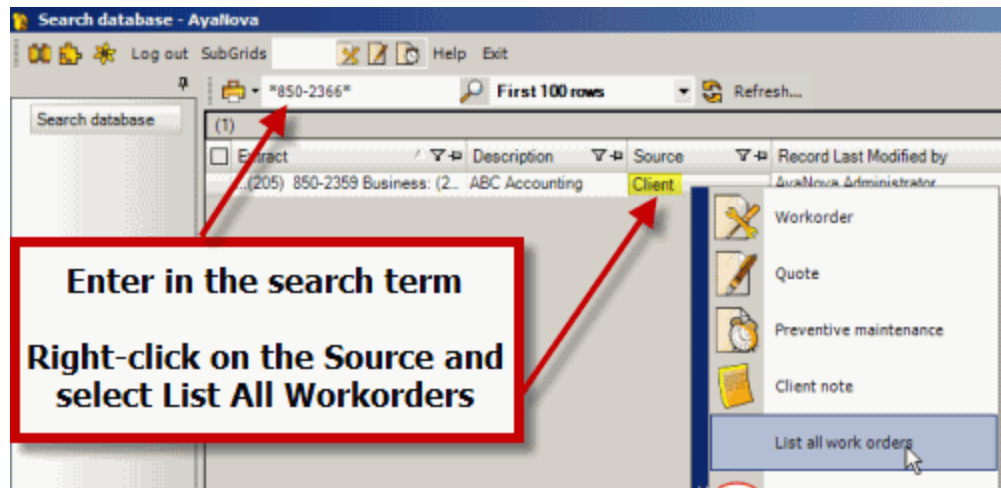 Search database - AyaNova
Log out SubGrids Help Exit
*850-2366* First 100 rows Refresh...
Search database
(1)
Extract Description Source Record Last Modified by
...(205) 850-2359 Business: (2... ABC Accounting Client AyaNova Administrator
Workorder
Quote
Preventive maintenance
Client note
List all work orders
Enter in the search term
Right-click on the Source and
select List All Workorders